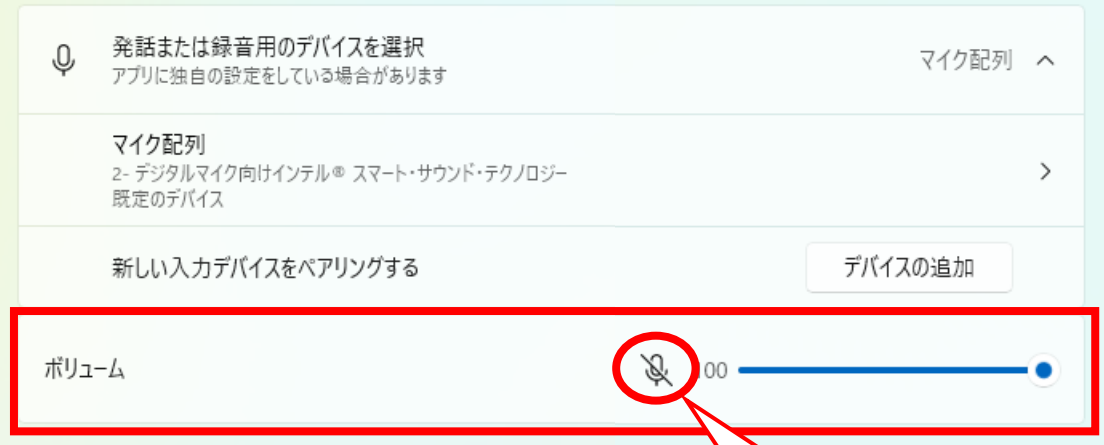 発話または録音用のデバイスを選択
アプリに独自の設定をしている場合があります
マイク配列
マイク配列
2- デジタルマイク向けインテル® スマート・サウンド・テクノロジー
既定のデバイス
新しい入力デバイスをペアリングする
デバイスの追加
ボリューム
00